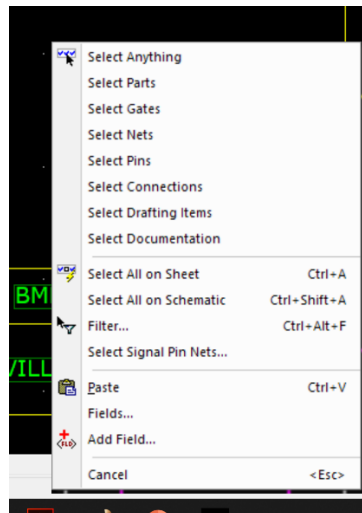 Select Anything
Select Parts
Select Gates
Select Nets
Select Pins
Select Connections
Select Drafting Items
Select Documentation
Select All on Sheet Ctrl+A
Select All on Schematic Ctrl+Shift+A
BM
Filter... Ctrl+Alt+F
Select Signal Pin Nets...
VILL
Paste Ctrl+V
Fields...
<FLD> Add Field...
Cancel <Esc>